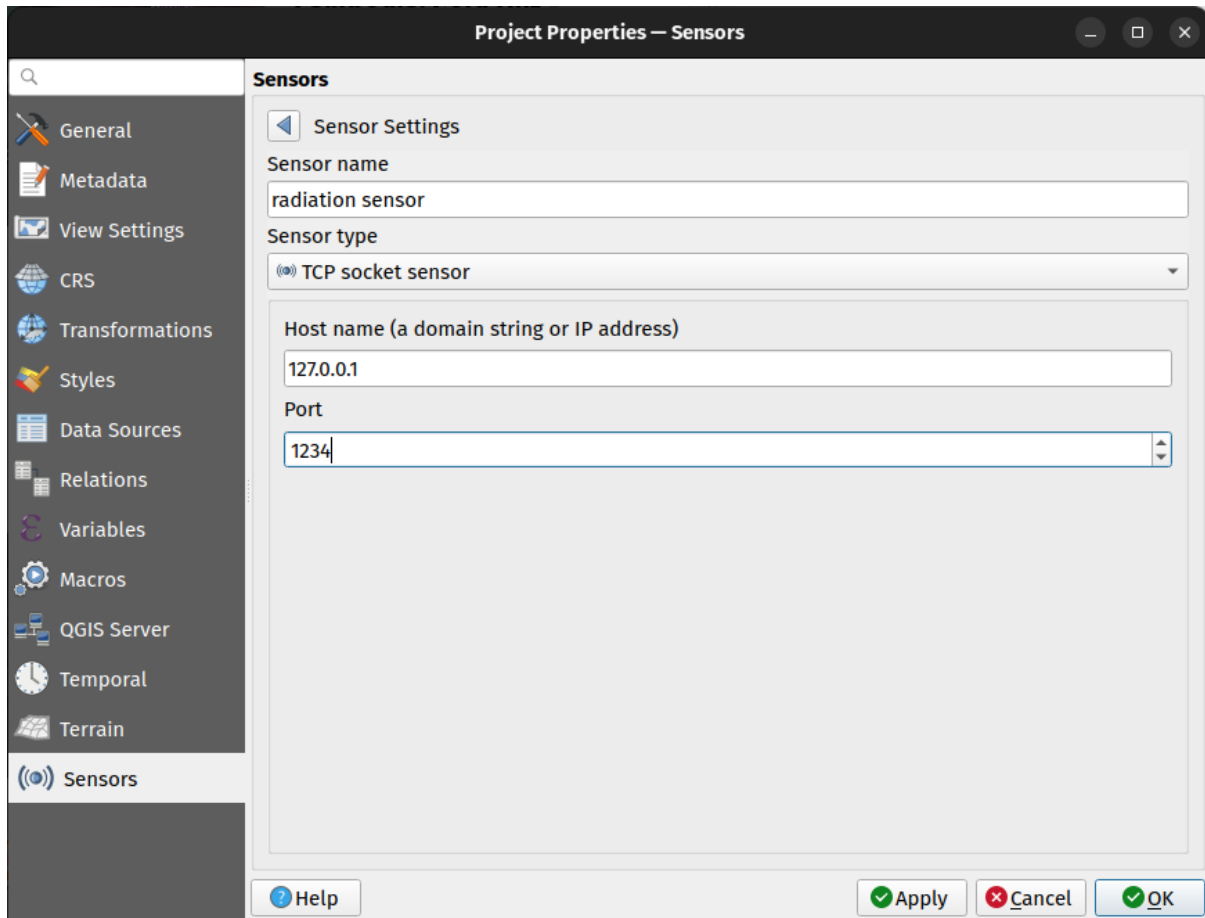 Project Properties — Sensors
General
Metadata
View Settings
CRS
Transformations
Styles
Data Sources
Relations
Variables
Macros
QGIS Server
Temporal
Terrain
Sensors
Sensors
Sensor Settings
Sensor name
radiation sensor
Sensor type
TCP socket sensor
Host name (a domain string or IP address)
127.0.0.1
Port
1234
Help
Apply
Cancel
OK